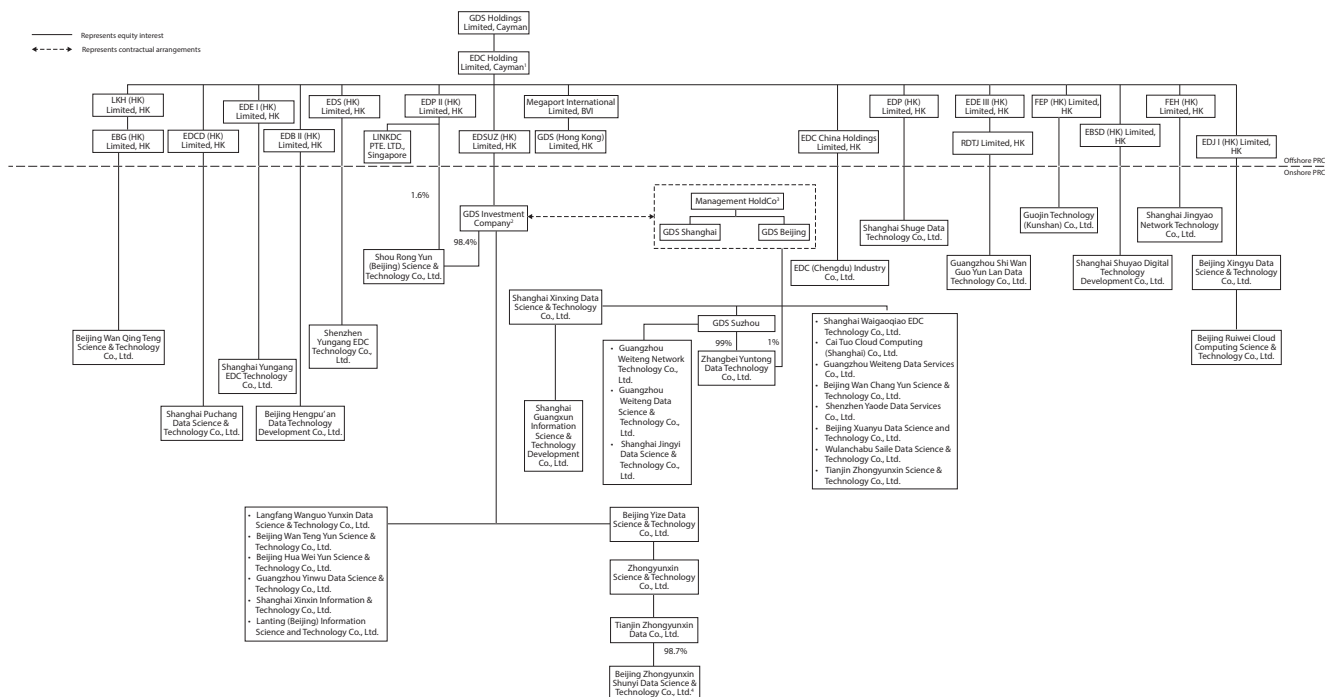 GDS Holdings
Limited, Cayman
Represents equity interest
Represents contractual arrangements
EDC Holding
Limited, Cayman¹
LKH (HK)
Limited, HK
EDE I (HK)
Limited, HK
EDS (HK)
Limited, HK
EDP II (HK)
Limited, HK
Megaport International
Limited, BVI
EDP (HK)
Limited, HK
EDE III (HK)
Limited, HK
FEP (HK) Limited,
HK
FEH (HK)
Limited, HK
EBG (HK)
Limited, HK
EDCD (HK)
Limited, HK
EDB II (HK)
Limited, HK
LINKDC
PTE. LTD.,
Singapore
EDSUZ (HK)
Limited, HK
GDS (Hong Kong)
Limited, HK
EDC China Holdings
Limited, HK
RDTJ Limited, HK
EBSD (HK) Limited,
HK
EDJ I (HK) Limited,
HK
Offshore PRC
Onshore PRC
1.6%
GDS Investment
Company²
Management HoldCo³
GDS Shanghai
GDS Beijing
98.4%
Shou Rong Yun
(Beijing) Science &
Technology Co., Ltd.
EDC (Chengdu) Industry
Co., Ltd.
Shanghai Shuge Data
Technology Co., Ltd.
Guangzhou Shi Wan
Guo Yun Lan Data
Technology Co., Ltd.
Guojin Technology
(Kunshan) Co., Ltd.
Shanghai Shuyao Digital
Technology
Development Co., Ltd.
Shanghai Jingyao
Network Technology
Co., Ltd.
Beijing Xingyu Data
Science & Technology
Co., Ltd.
Beijing Ruiwei Cloud
Computing Science &
Technology Co., Ltd.
Beijing Wan Qing Teng
Science & Technology
Co., Ltd.
Shanghai Puchang
Data Science &
Technology Co., Ltd.
Shanghai Yungang
EDC Technology
Co., Ltd.
Beijing Hengpu'an
Data Technology
Development Co., Ltd.
Shenzhen
Yungang EDC
Technology Co.,
Ltd.
Shanghai Xinxing Data
Science & Technology
Co., Ltd.
Shanghai
Guangxun
Information
Science &
Technology
Development
Co., Ltd.
GDS Suzhou
99%
1%
Zhangbei Yuntong
Data Technology
Co., Ltd.
• Guangzhou
Weiteng Network
Technology Co.,
Ltd.
• Guangzhou
Weiteng Data
Science &
Technology Co.,
Ltd.
• Shanghai Jingyi
Data Science &
Technology Co.,
Ltd.
• Shanghai Waigaoqiao EDC
Technology Co., Ltd.
• Cai Tuo Cloud Computing
(Shanghai) Co., Ltd.
• Guangzhou Weiteng Data Services
Co., Ltd.
• Beijing Wan Chang Yun Science &
Technology Co., Ltd.
• Shenzhen Yaode Data Services
Co., Ltd.
• Beijing Xuanyu Data Science and
Technology Co., Ltd.
• Wulanchabu Saile Data Science &
Technology Co., Ltd.
• Tianjin Zhongyunxin Science &
Technology Co., Ltd.
• Langfang Wanguo Yunxin Data
Science & Technology Co., Ltd.
• Beijing Wan Teng Yun Science &
Technology Co., Ltd.
• Beijing Hua Wei Yun Science &
Technology Co., Ltd.
• Guangzhou Yinwu Data Science &
Technology Co., Ltd.
• Shanghai Xinxin Information &
Technology Co., Ltd.
• Lanting (Beijing) Information
Science and Technology Co., Ltd.
Beijing Yize Data
Science & Technology
Co., Ltd.
Zhongyunxin
Science & Technology
Co., Ltd.
Tianjin Zhongyunxin
Data Co., Ltd.
98.7%
Beijing Zhongyunxin
Shunyi Data Science &
Technology Co., Ltd.⁴